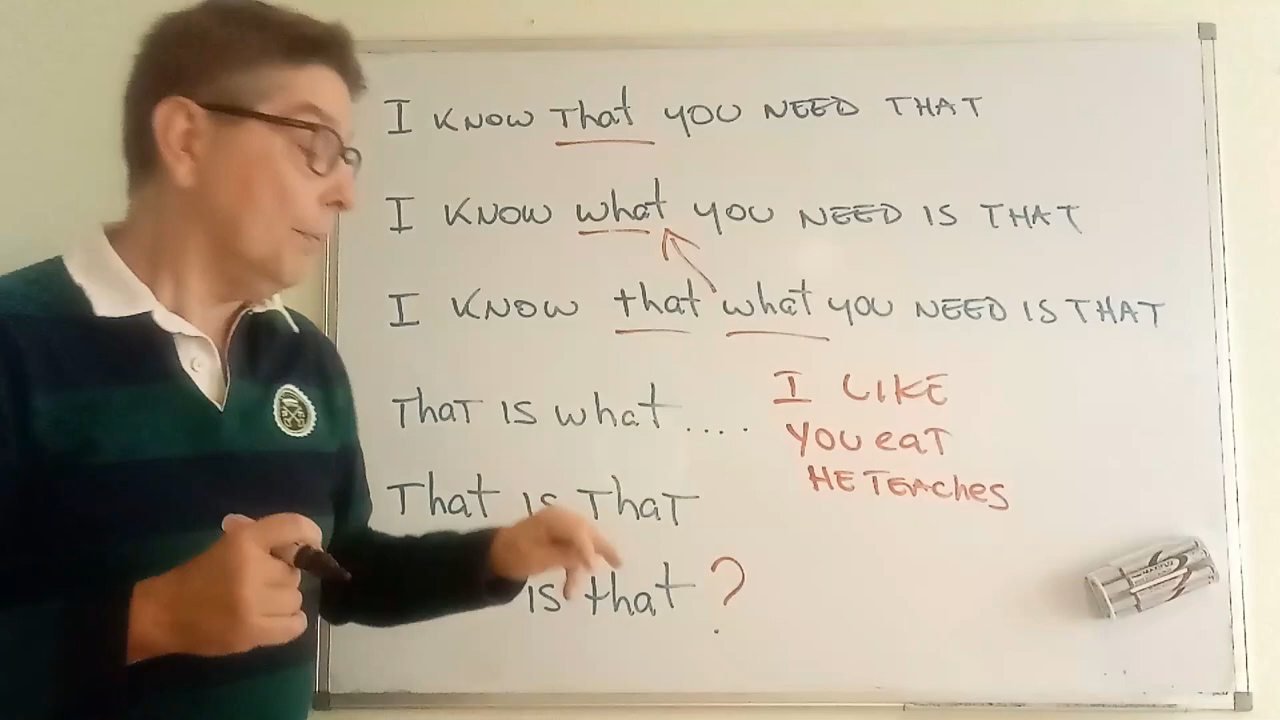 I KNOW That YOU NEED THAT
I KNOW what YOU NEED IS THAT
I KNOW that what YOU NEED IS THAT
THAT IS what ....
I LIKE
YOU eaT
HE TEACHES
That IS THAT
IS that ?